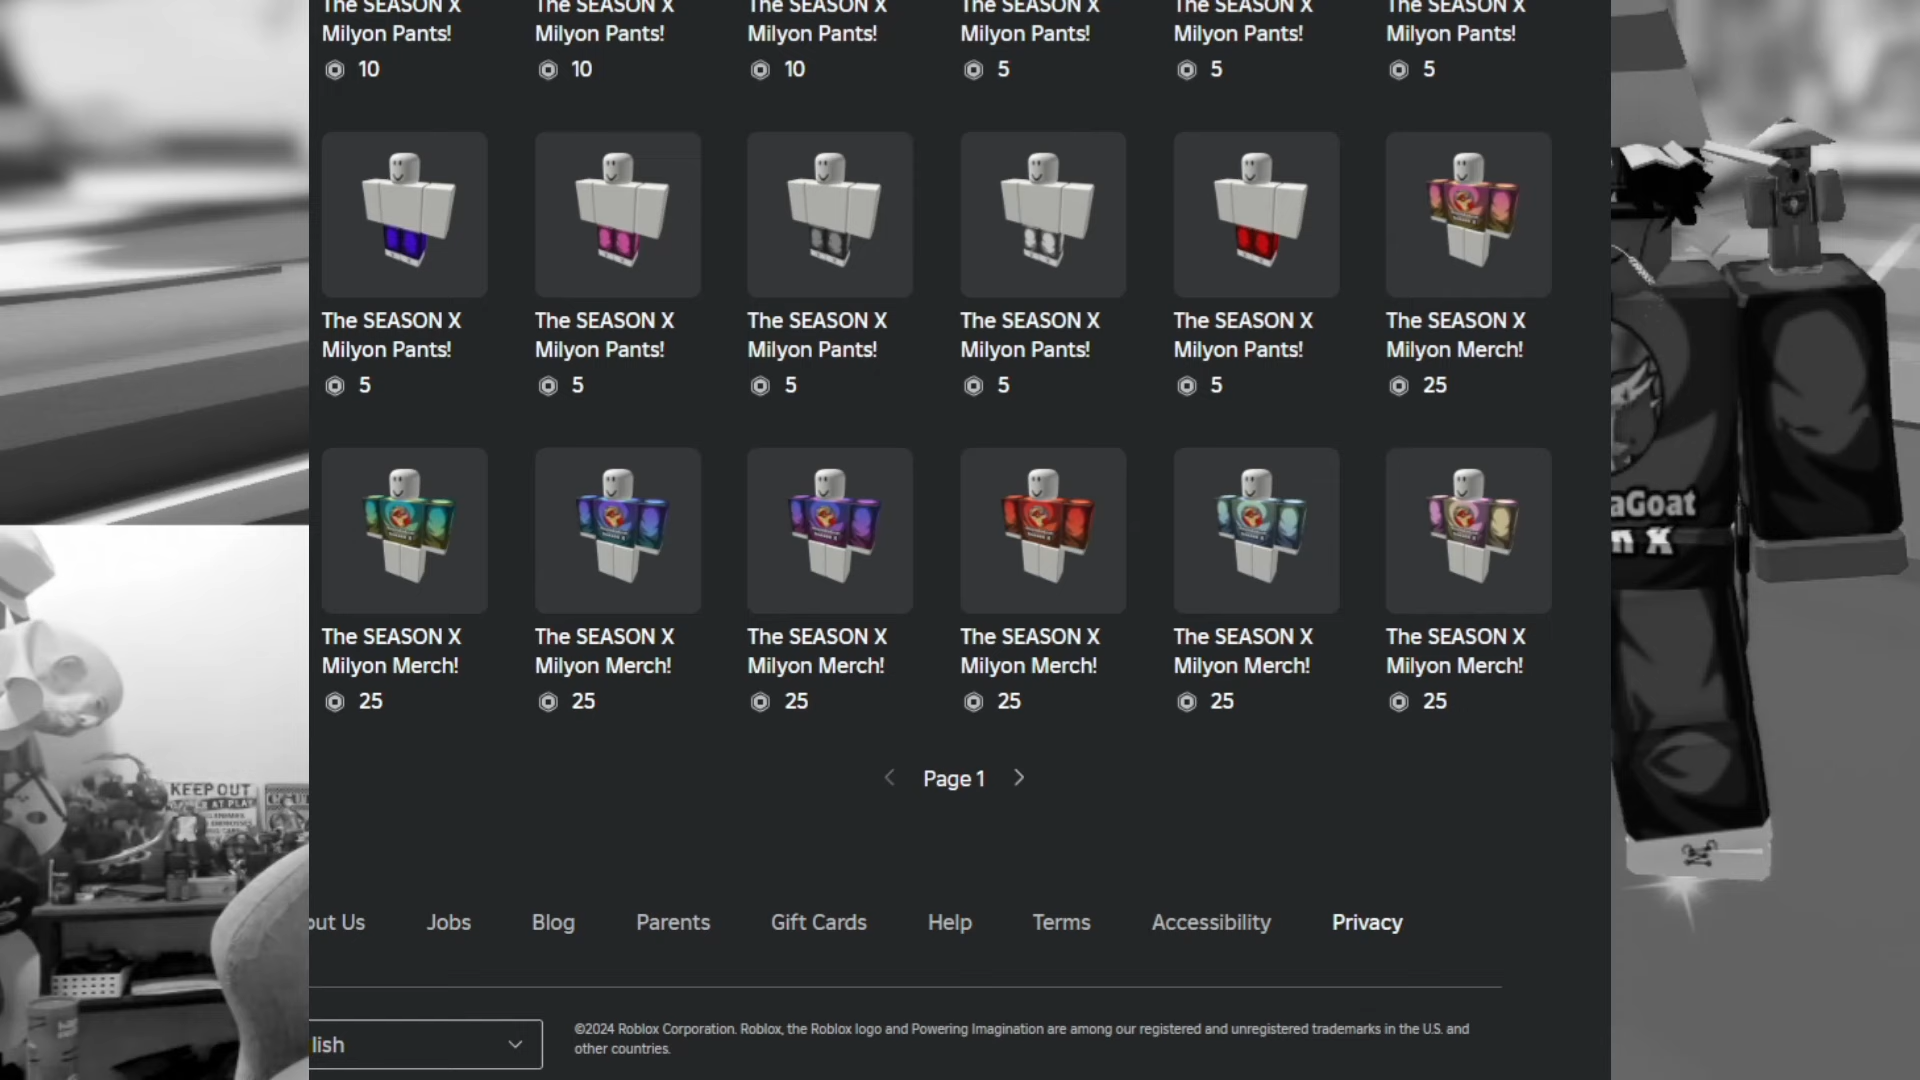 The SEASON X The SEASON X The SEASON X The SEASON X The SEASON X The SEASON X
Milyon Pants! Milyon Pants! Milyon Pants! Milyon Pants! Milyon Pants! Milyon Pants!
10 10 10 5 5 5
The SEASON X The SEASON X The SEASON X The SEASON X The SEASON X The SEASON X
Milyon Pants! Milyon Pants! Milyon Pants! Milyon Pants! Milyon Pants! Milyon Merch!
5 5 5 5 5 25
The SEASON X The SEASON X The SEASON X The SEASON X The SEASON X The SEASON X
Milyon Merch! Milyon Merch! Milyon Merch! Milyon Merch! Milyon Merch! Milyon Merch!
25 25 25 25 25 25
Page 1
out Us Jobs Blog Parents Gift Cards Help Terms Accessibility Privacy
lish
©2024 Roblox Corporation. Roblox, the Roblox logo and Powering Imagination are among our registered and unregistered trademarks in the U.S. and
other countries.
aGoat
n X
KEEP OUT
AT PLAY